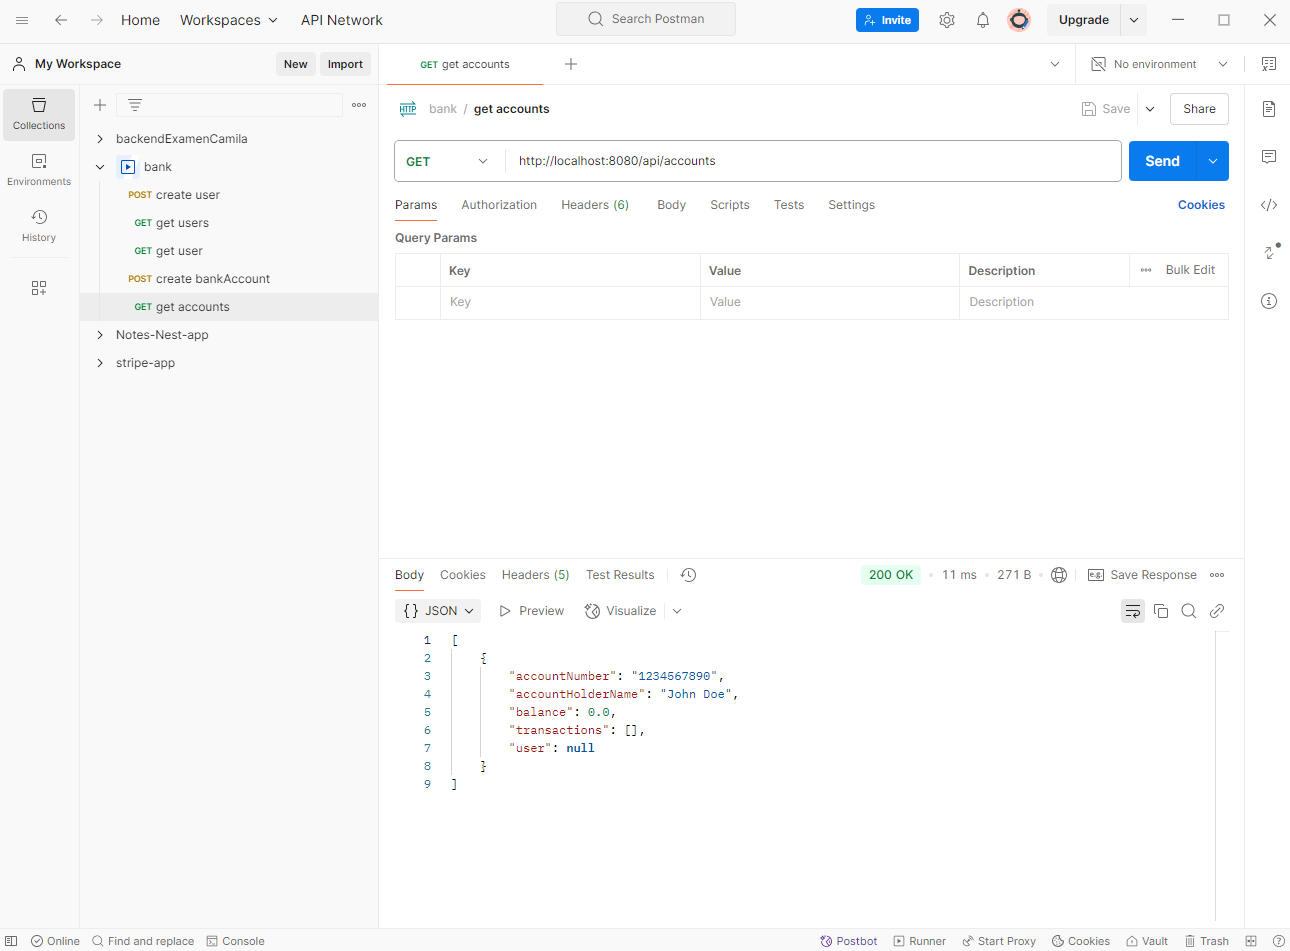 Home Workspaces API Network Search Postman Invite Upgrade
My Workspace New Import GET get accounts No environment
Collections
Environments
History
backendExamenCamila
bank
POST create user
GET get users
GET get user
POST create bankAccount
GET get accounts
Notes-Nest-app
stripe-app
HTTP bank / get accounts Save Share
GET http://localhost:8080/api/accounts Send
Params Authorization Headers (6) Body Scripts Tests Settings Cookies
Query Params
Key Value Description Bulk Edit
Key Value Description
Body Cookies Headers (5) Test Results 200 OK 11 ms 271 B e.g. Save Response
{} JSON Preview Visualize
1 [
2 {
3 "accountNumber": "1234567890",
4 "accountHolderName": "John Doe",
5 "balance": 0.0,
6 "transactions": [],
7 "user": null
8 }
9 ]
Online Find and replace Console Postbot Runner Start Proxy Cookies Vault Trash